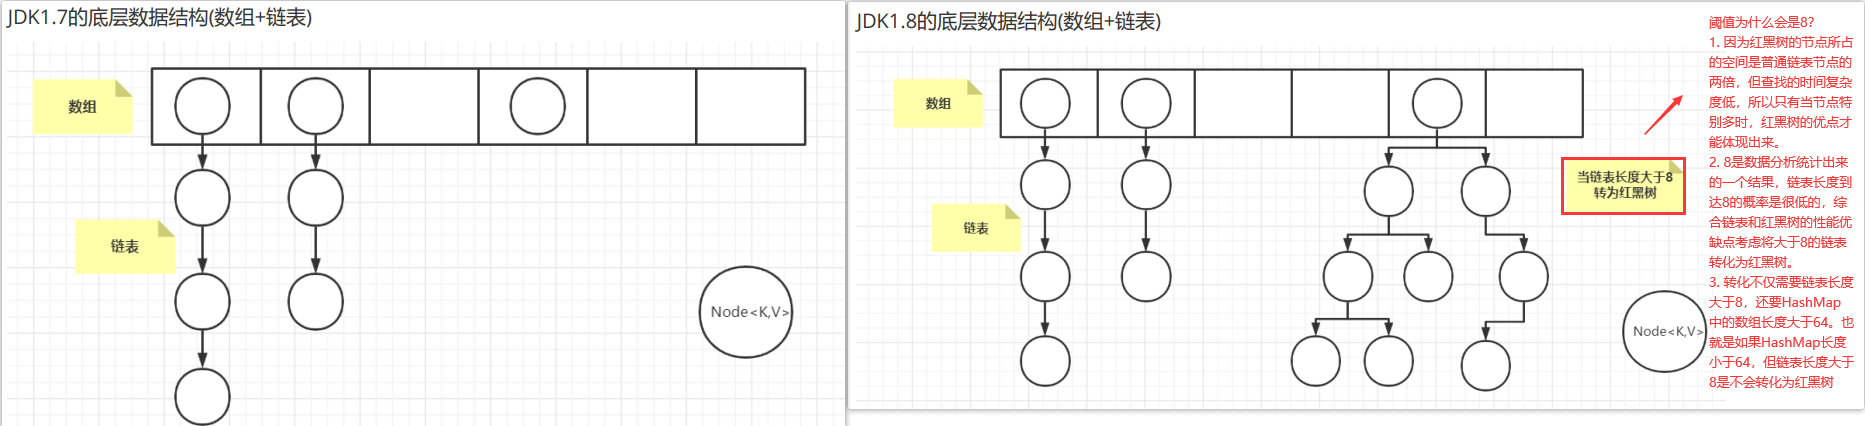 JDK1.7的底层数据结构(数组+链表)
数组
链表
Node<K,V>
JDK1.8的底层数据结构(数组+链表)
数组
链表
当链表长度大于8
转为红黑树
Node<K,V>
阈值为什么会是8?
1. 因为红黑树的节点所占
的空间是普通链表节点的
两倍，但查找的时间复杂
度低，所以只有当节点特
别多时，红黑树的优点才
能体现出来。
2. 8是数据分析统计出来
的一个结果，链表长度到
达8的概率是很低的，综
合链表和红黑树的性能优
缺点考虑将大于8的链表
转化为红黑树。
3. 转化不仅需要链表长度
大于8，还要HashMap
中的数组长度大于64。也
就是如果HashMap长度
小于64，但链表长度大于
8是不会转化为红黑树